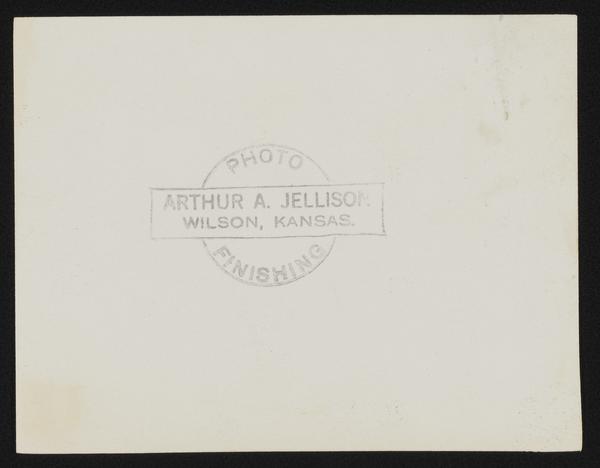 PHOTO
ARTHUR A. JELLISON
WILSON, KANSAS.
FINISHING